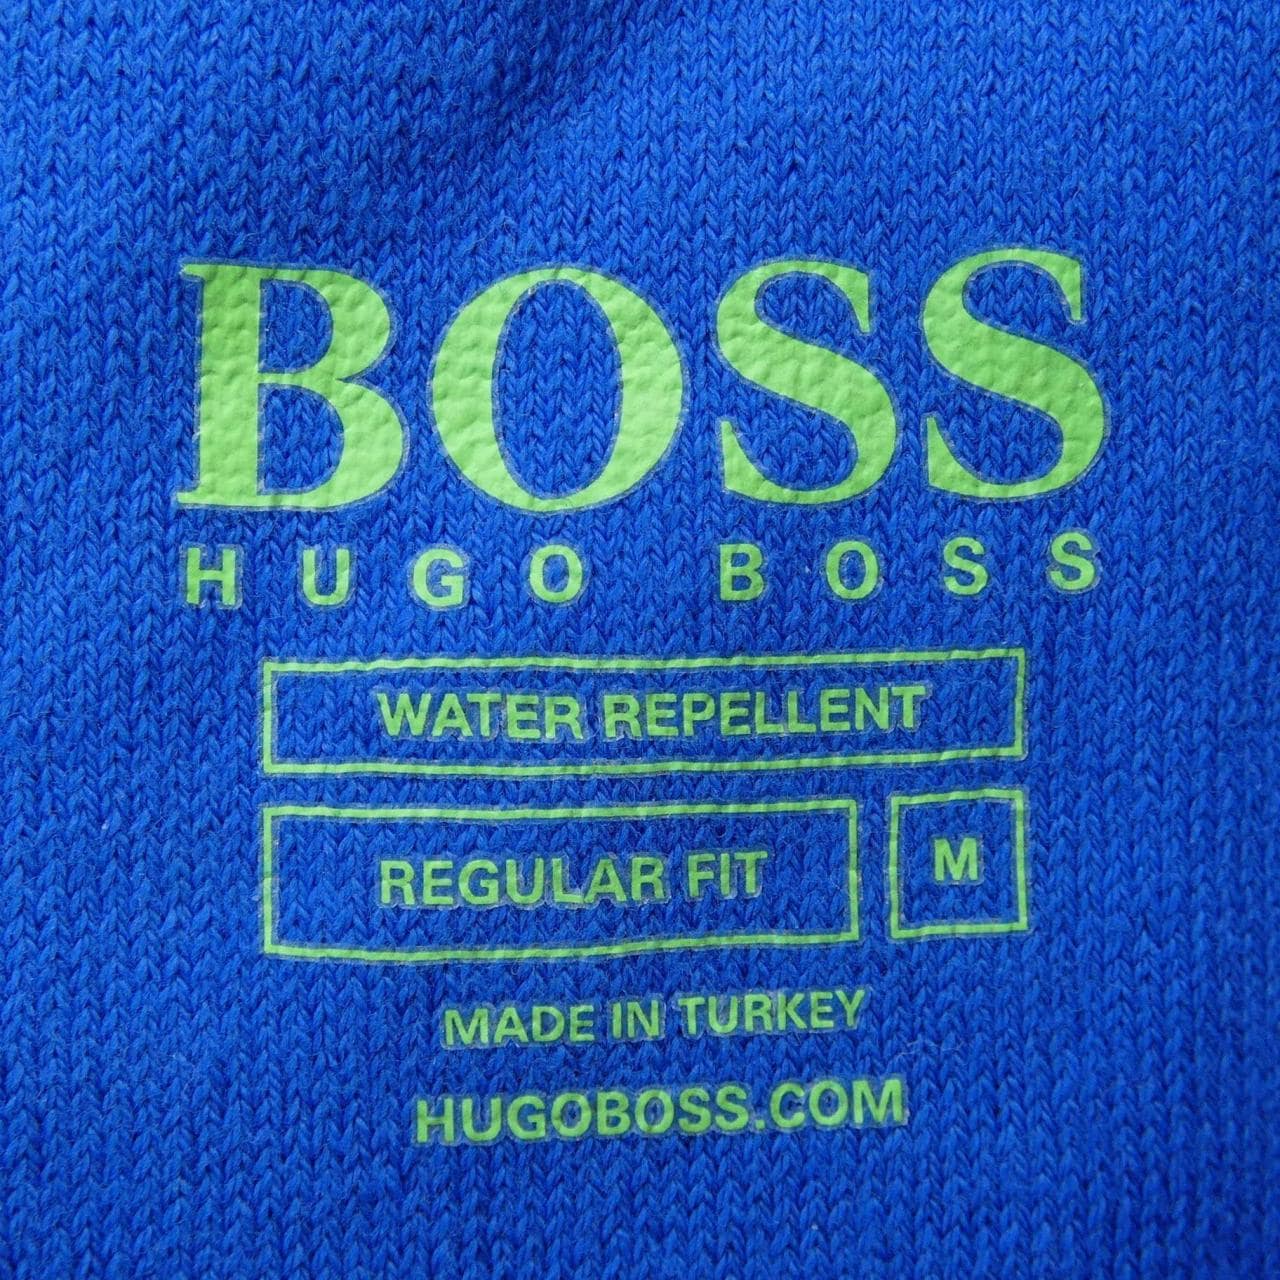 BOSS
HUGO BOSS
WATER REPELLENT
REGULAR FIT M
MADE IN TURKEY
HUGOBOSS.COM